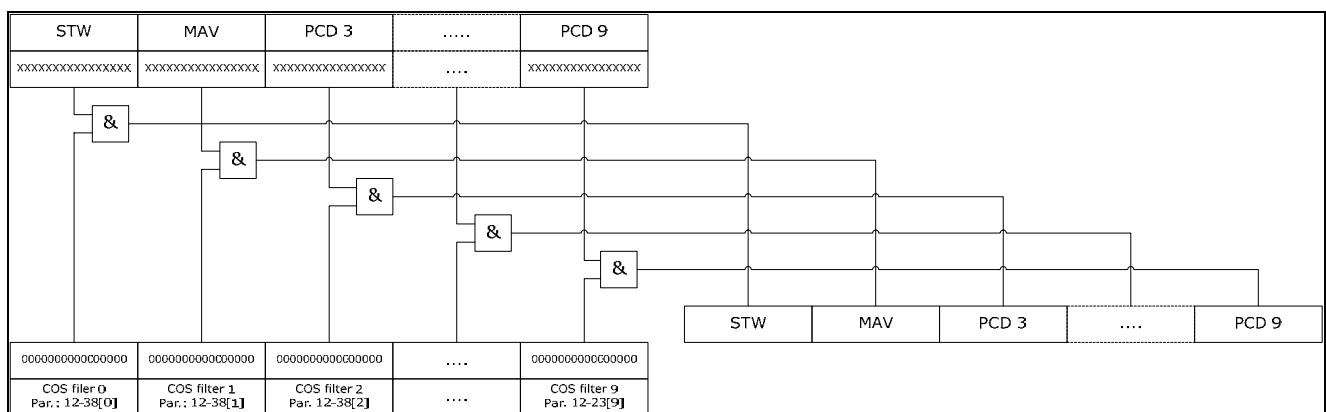 STW MAV PCD 3 ..... PCD 9
XXXXXXXXXXXXXXXX XXXXXXXXXXXXXXXX XXXXXXXXXXXXXXXX .... XXXXXXXXXXXXXXXX
&
&
&
&
&
STW MAV PCD 3 .... PCD 9
0000000000000000 0000000000000000 0000000000000000 .... 0000000000000000
COS filer 0 COS filter 1 COS filter 2 .... COS filter 9
Par.: 12-38[0] Par.: 12-38[1] Par. 12-38[2] Par. 12-23[9]